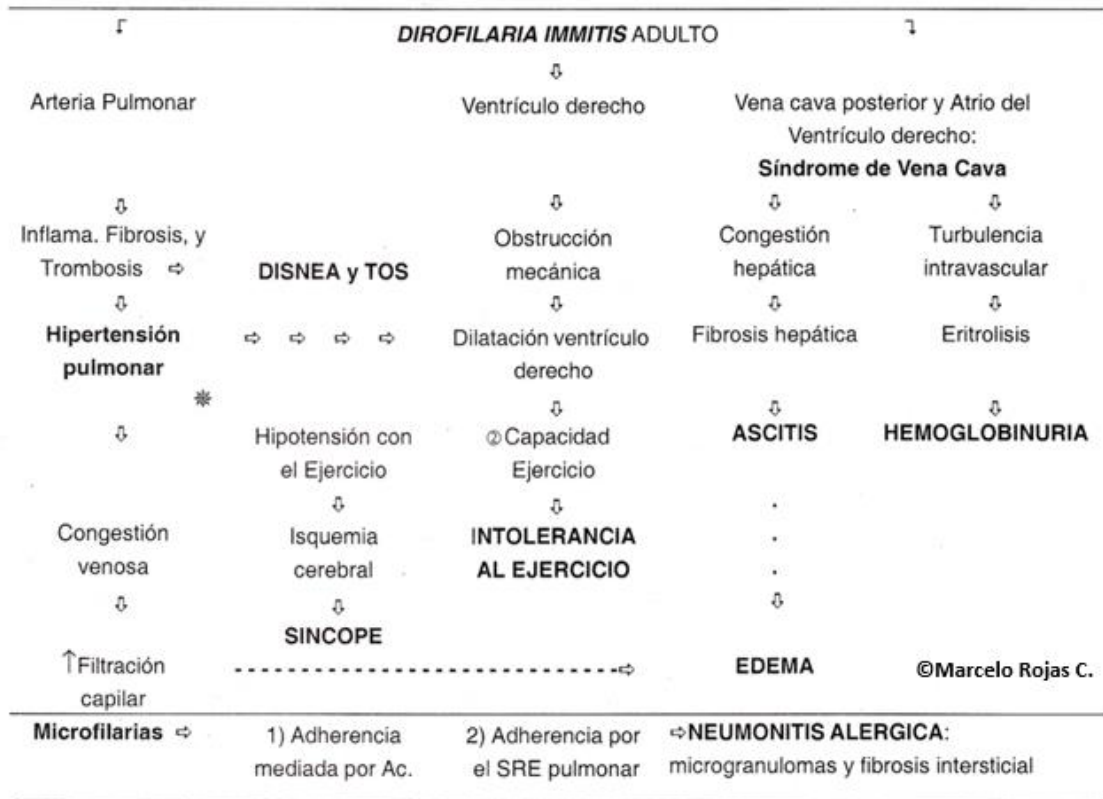 DIROFILARIA IMMITIS ADULTO
Arteria Pulmonar
Ventrículo derecho
Vena cava posterior y Atrio del
Ventrículo derecho:
Síndrome de Vena Cava
Inflama. Fibrosis, y
Trombosis ⇨
DISNEA y TOS
Obstrucción
mecánica
Congestión
hepática
Turbulencia
intravascular
Hipertensión
pulmonar
⇨ ⇨ ⇨ ⇨
Dilatación ventrículo
derecho
Fibrosis hepática
Eritrolisis
Hipotensión con
el Ejercicio
②Capacidad
Ejercicio
ASCITIS
HEMOGLOBINURIA
Congestión
venosa
Isquemia
cerebral
INTOLERANCIA
AL EJERCICIO
SINCOPE
↑Filtración
capilar
EDEMA
©Marcelo Rojas C.
Microfilarias ⇨
1) Adherencia
mediada por Ac.
2) Adherencia por
el SRE pulmonar
⇨NEUMONITIS ALERGICA:
microgranulomas y fibrosis intersticial